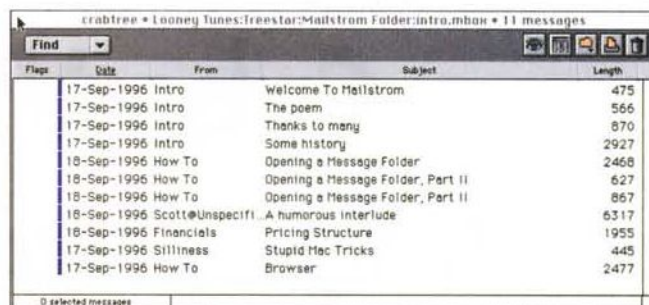 crabtree • Looney Tunes:Treestar:Mailstrom Folder:intro.mbox • 11 messages
Find
Flags Date From Subject Length
17-Sep-1996 Intro Welcome To Mailstrom 475
17-Sep-1996 Intro The poem 566
17-Sep-1996 Intro Thanks to many 870
17-Sep-1996 Intro Some history 2927
18-Sep-1996 How To Opening a Message Folder 2468
18-Sep-1996 How To Opening a Message Folder, Part II 627
18-Sep-1996 How To Opening a Message Folder, Part II 867
18-Sep-1996 Scott@Unspecifi… A humorous interlude 6317
18-Sep-1996 Financials Pricing Structure 1955
17-Sep-1996 Silliness Stupid Mac Tricks 445
17-Sep-1996 How To Browser 2477
0 selected messages